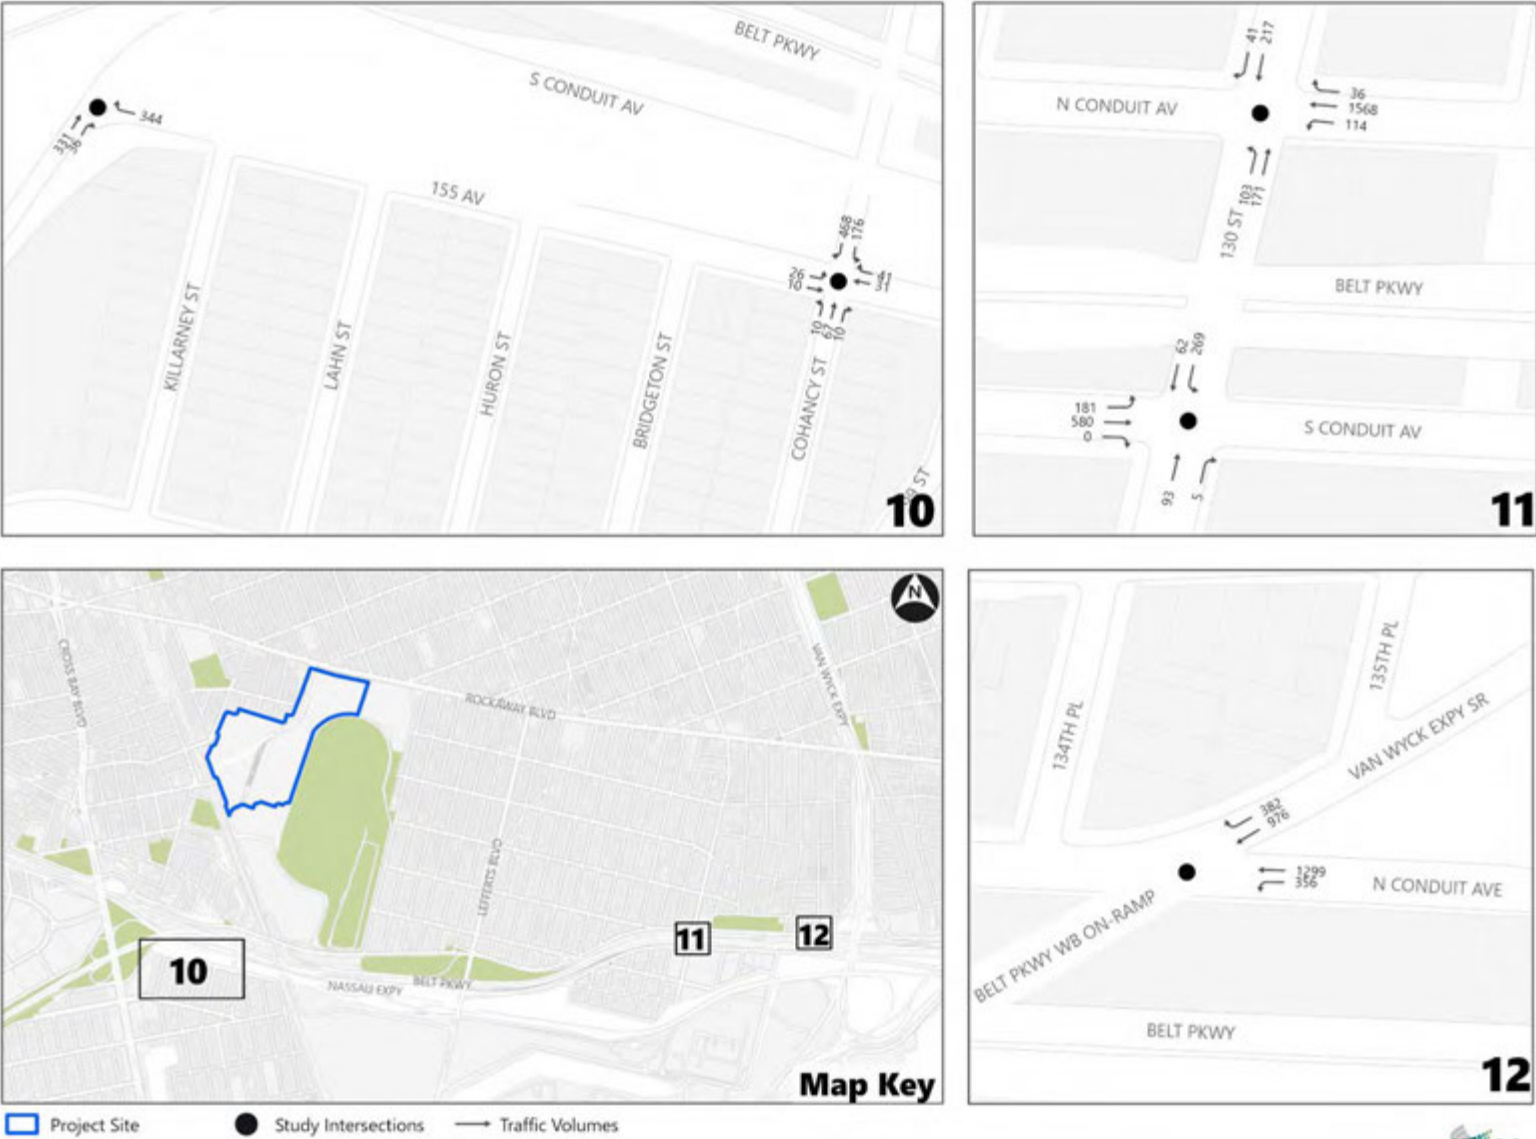 BELT PKWY
S CONDUIT AV
344
331
155 AV
468
176
26
10
41
31
10
67
10
KILLARNEY ST
LAHN ST
HURON ST
BRIDGETON ST
COHANCY ST
10
41
217
N CONDUIT AV
36
1568
114
103
171
130 ST
BELT PKWY
62
269
181
580
0
S CONDUIT AV
93
5
11
N
CROSS BAY BLVD
VAN WYCK EXPY
ROCKAWAY BLVD
LEFFERTS BLVD
10
11
12
NASSAU EXPY
BELT PKWY
Map Key
134TH PL
135TH PL
VAN WYCK EXPY SR
382
976
1299
356
N CONDUIT AVE
BELT PKWY WB ON-RAMP
BELT PKWY
12
Project Site
Study Intersections
Traffic Volumes